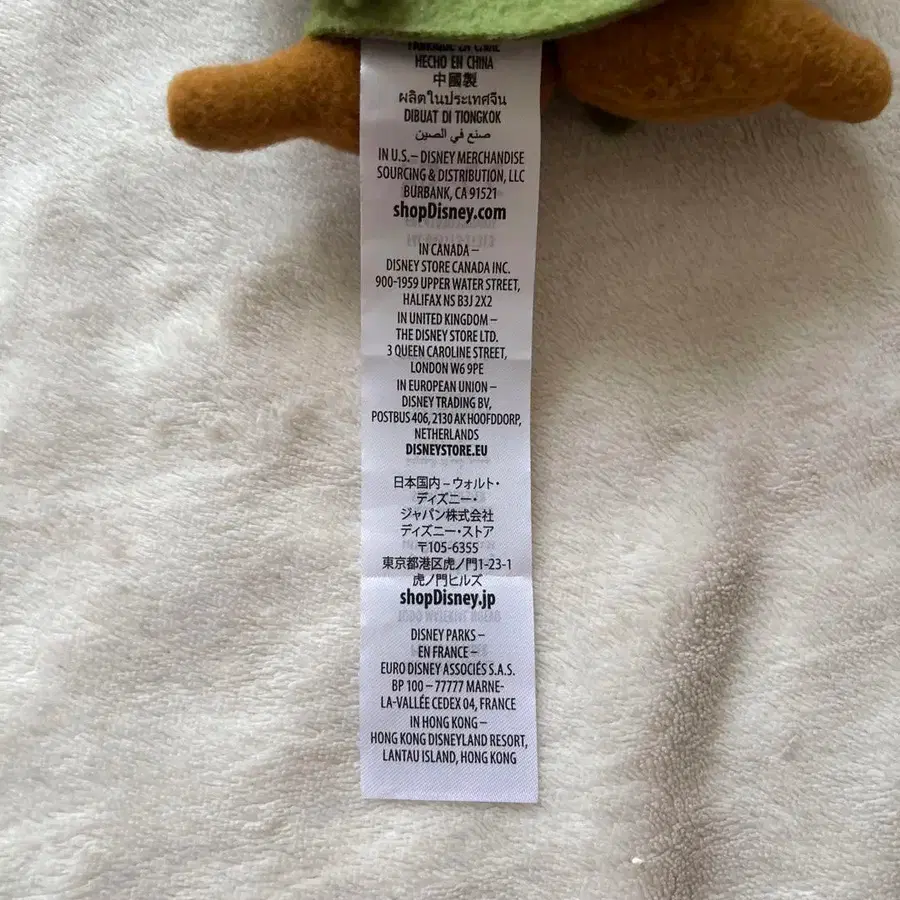 HECHO EN CHINA
中國製
ผลิตในประเทศจีน
DIBUAT DI TIONGKOK
صنع في الصين
IN U.S. – DISNEY MERCHANDISE
SOURCING & DISTRIBUTION, LLC
BURBANK, CA 91521
shopDisney.com
IN CANADA –
DISNEY STORE CANADA INC.
900-1959 UPPER WATER STREET,
HALIFAX NS B3J 2X2
IN UNITED KINGDOM –
THE DISNEY STORE LTD.
3 QUEEN CAROLINE STREET,
LONDON W6 9PE
IN EUROPEAN UNION –
DISNEY TRADING BV,
POSTBUS 406, 2130 AK HOOFDDORP,
NETHERLANDS
DISNEYSTORE.EU
日本国内 – ウォルト・
ディズニー・
ジャパン株式会社
ディズニー・ストア
〒105-6355
東京都港区虎ノ門1-23-1
虎ノ門ヒルズ
shopDisney.jp
DISNEY PARKS –
EN FRANCE –
EURO DISNEY ASSOCIÉS S.A.S.
BP 100 – 77777 MARNE-
LA-VALLÉE CEDEX 04, FRANCE
IN HONG KONG –
HONG KONG DISNEYLAND RESORT,
LANTAU ISLAND, HONG KONG